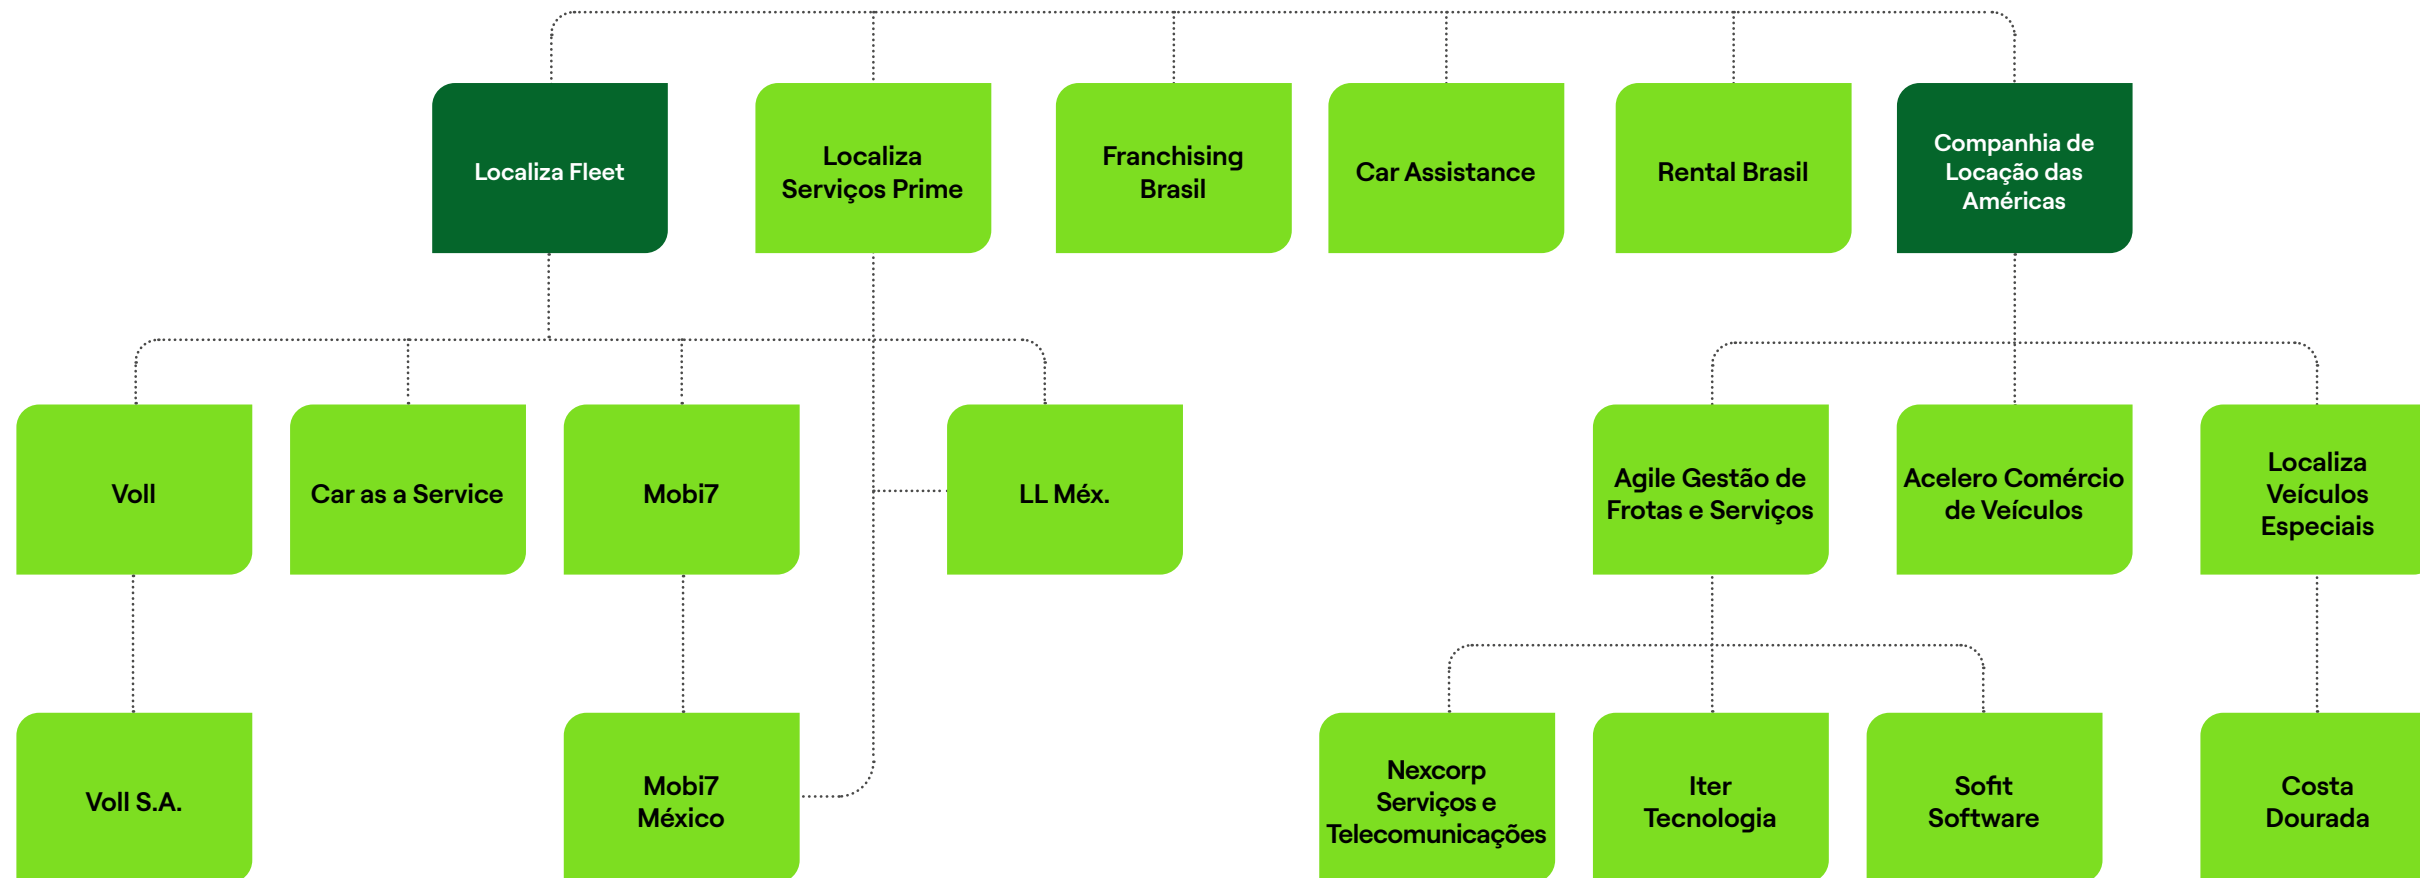 Localiza Fleet
Localiza
Serviços Prime
Franchising
Brasil
Car Assistance
Rental Brasil
Companhia de
Locação das
Américas
Voll
Car as a Service
Mobi7
LL Méx.
Agile Gestão de
Frotas e Serviços
Acelero Comércio
de Veículos
Localiza
Veículos
Especiais
Voll S.A.
Mobi7
México
Nexcorp
Serviços e
Telecomunicações
Iter
Tecnologia
Sofit
Software
Costa
Dourada